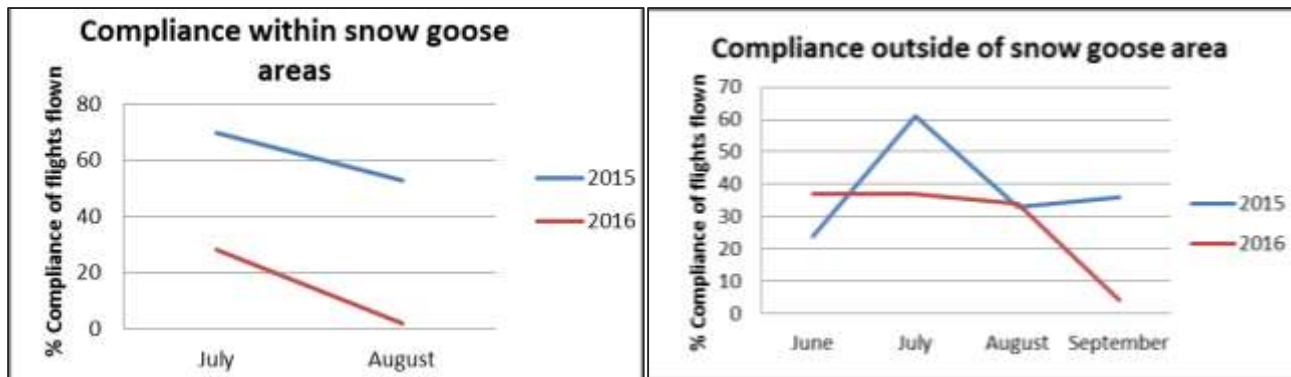 Compliance within snow goose
areas
% Compliance of flights flown
80
60
40
20
0
July August
2015
2016
Compliance outside of snow goose area
% Compliance of flights flown
70
60
50
40
30
20
10
0
June July August September
2015
2016